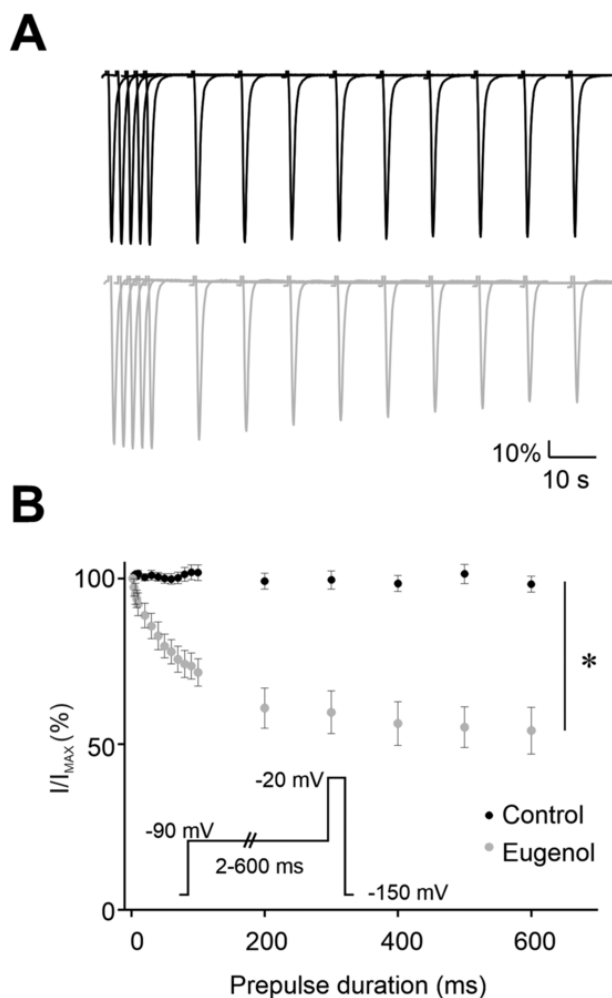 A
10%
10 s
B
100
50
0
I/I_MAX (%)
-20 mV
-90 mV
2-600 ms
-150 mV
Control
Eugenol
*
0
200
400
600
Prepulse duration (ms)